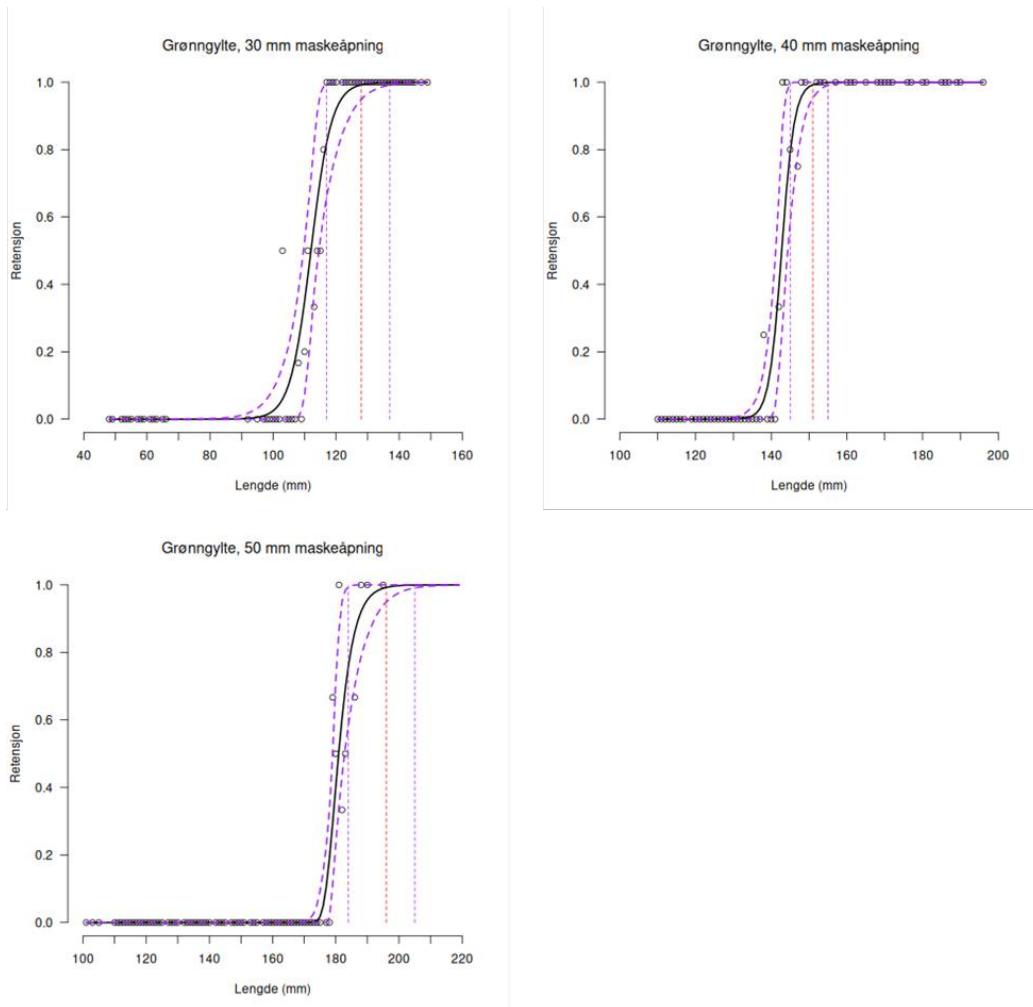 Grønngylte, 30 mm maskeåpning
1.0
0.8
0.6
0.4
0.2
0.0
Retensjon
40 60 80 100 120 140 160
Lengde (mm)
Grønngylte, 40 mm maskeåpning
1.0
0.8
0.6
0.4
0.2
0.0
Retensjon
100 120 140 160 180 200
Lengde (mm)
Grønngylte, 50 mm maskeåpning
1.0
0.8
0.6
0.4
0.2
0.0
Retensjon
100 120 140 160 180 200 220
Lengde (mm)